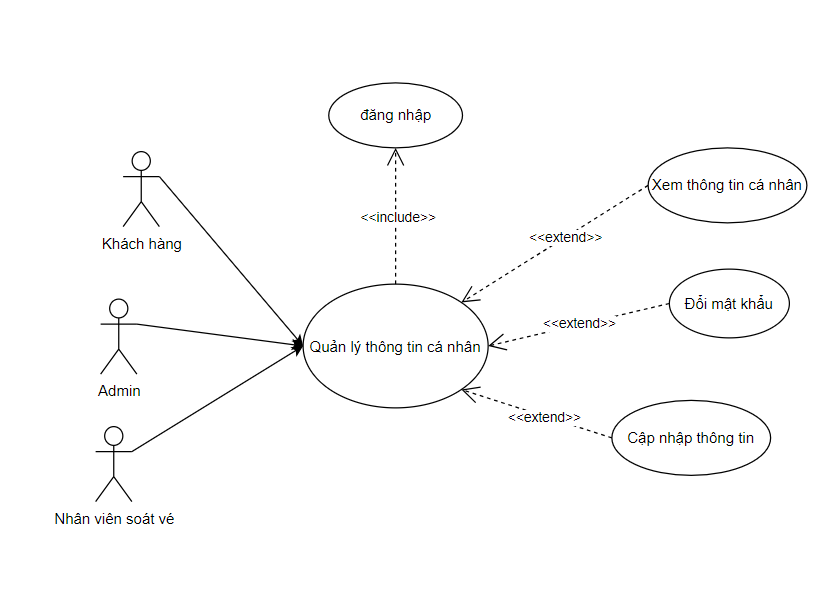 đăng nhập
Xem thông tin cá nhân
<<include>>
<<extend>>
Khách hàng
Đổi mật khẩu
<<extend>>
Quản lý thông tin cá nhân
Admin
<<extend>>
Cập nhập thông tin
Nhân viên soát vé